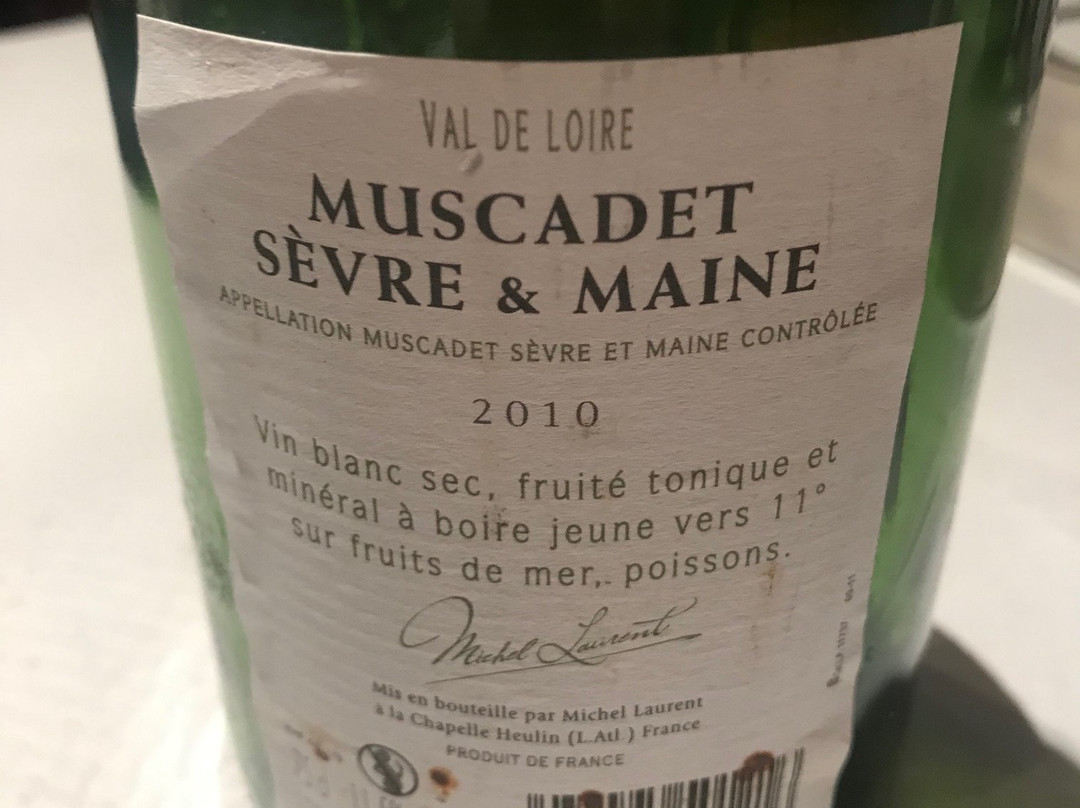 VAL DE LOIRE
MUSCADET
SÈVRE & MAINE
APPELLATION MUSCADET SÈVRE ET MAINE CONTRÔLÉE
2010
Vin blanc sec, fruité tonique et
minéral à boire jeune vers 11°
sur fruits de mer,. poissons.
Michel Laurent
Mis en bouteille par Michel Laurent
à la Chapelle Heulin (L.Atl.) France
PRODUIT DE FRANCE